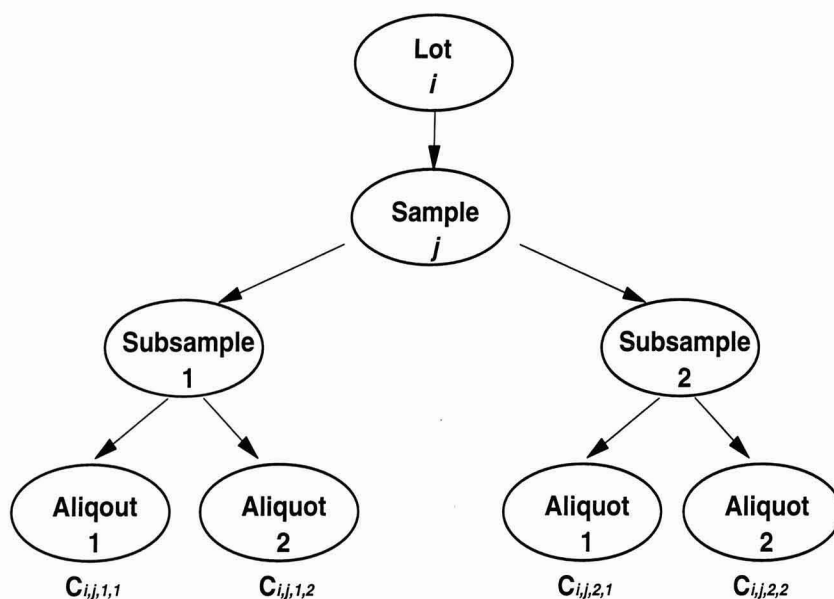 Lot
i
Sample
j
Subsample
1
Subsample
2
Aliqout
1
Aliquot
2
Aliquot
1
Aliquot
2
Ci,j,1,1
Ci,j,1,2
Ci,j,2,1
Ci,j,2,2